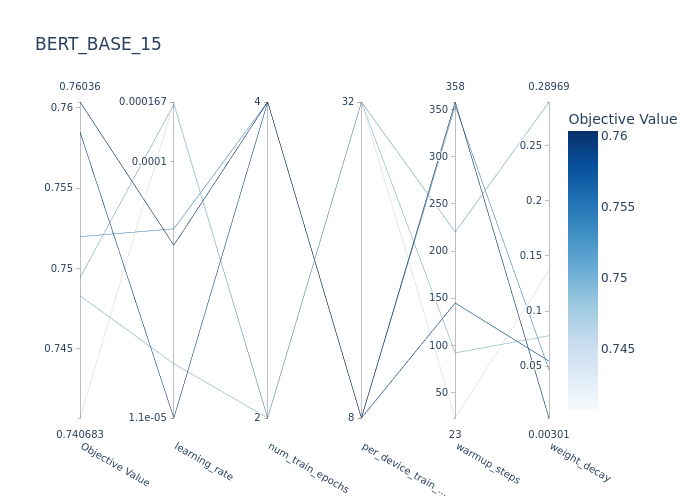 BERT_BASE_15
0.76036 0.000167 4 32 358 0.28969
Objective Value
0.76 0.0001 350 0.25 0.76
0.755 300 0.2 0.755
0.75 250 0.15 0.75
0.745 200 0.1 0.745
150 0.05
100
50
1.1e-05 2 8
0.740683 23 0.00301
Objective Value learning_rate num_train_epochs per_device_train_... warmup_steps weight_decay